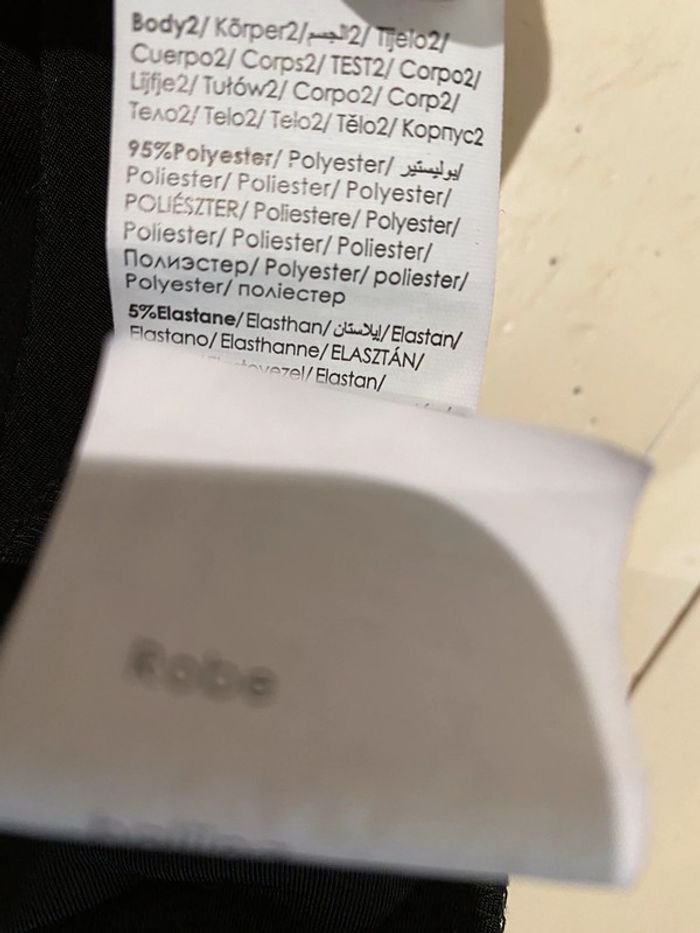 Body2/ Körper2/الجسم2/ Tijelo2/
Cuerpo2/ Corps2/ TEST2/ Corpo2/
Lijfje2/ Tułów2/ Corpo2/ Corp2/
Тело2/ Telo2/ Telo2/ Tělo2/ Корпус2
95%Polyester/ Polyester/ بوليستير/
Poliester/ Poliester/ Polyester/
POLIÉSZTER/ Poliestere/ Polyester/
Poliester/ Poliester/ Poliester/
Полиэстер/ Polyester/ poliester/
Polyester/ поліестер
5%Elastane/ Elasthan/ إيلاستان/ Elastan/
Elastano/ Elasthanne/ ELASZTÁN/
Elastan/
Robe